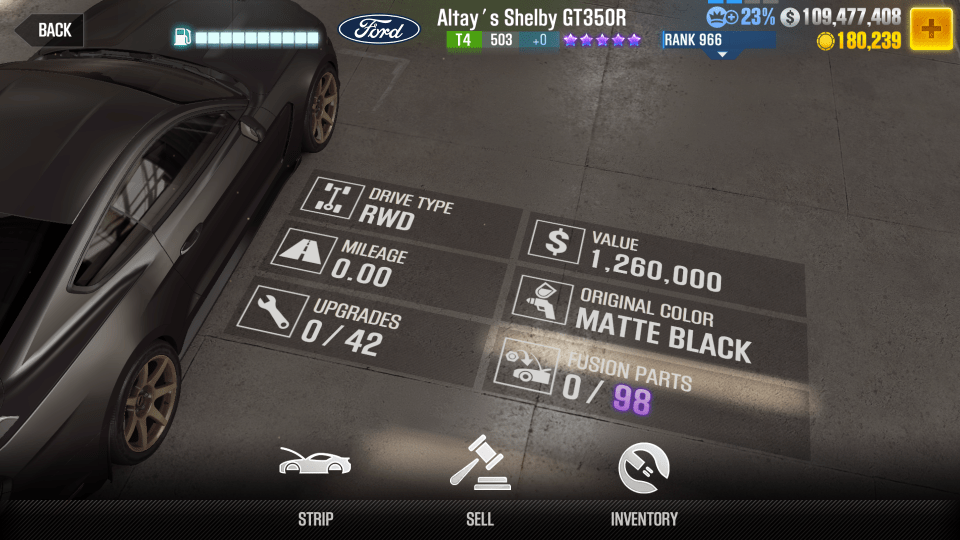 BACK
Ford
Altay´s Shelby GT350R
T4 503 +0
RANK 966
23%
$ 109,477,408
180,239
DRIVE TYPE
RWD
MILEAGE
0.00
UPGRADES
0/42
$
VALUE
1,260,000
ORIGINAL COLOR
MATTE BLACK
FUSION PARTS
0 / 98
STRIP
SELL
INVENTORY